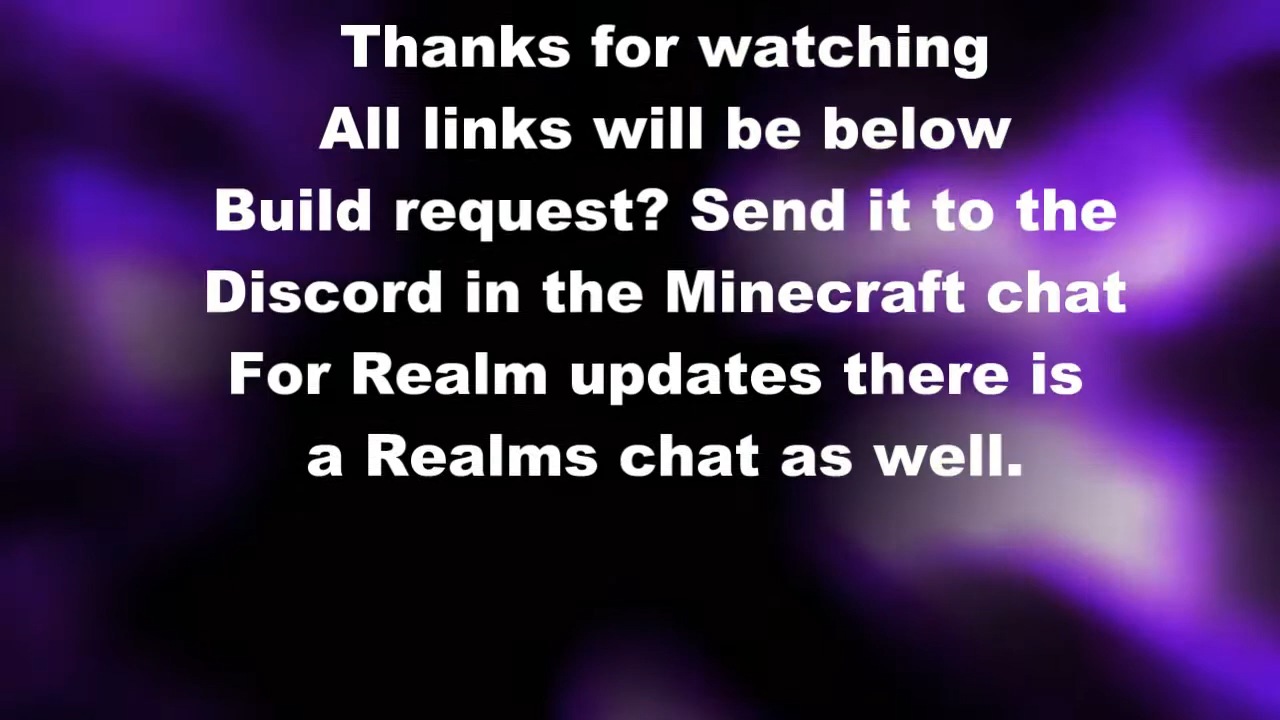 Thanks for watching
All links will be below
Build request? Send it to the
Discord in the Minecraft chat
For Realm updates there is
a Realms chat as well.